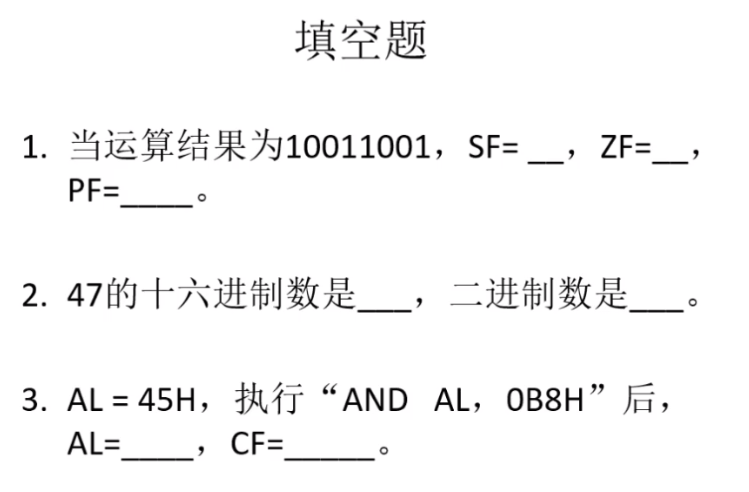 填空题
1. 当运算结果为10011001，SF= __，ZF=__，
PF=____。
2. 47的十六进制数是___，二进制数是___。
3. AL = 45H，执行“AND AL，0B8H”后，
AL=____，CF=_____。